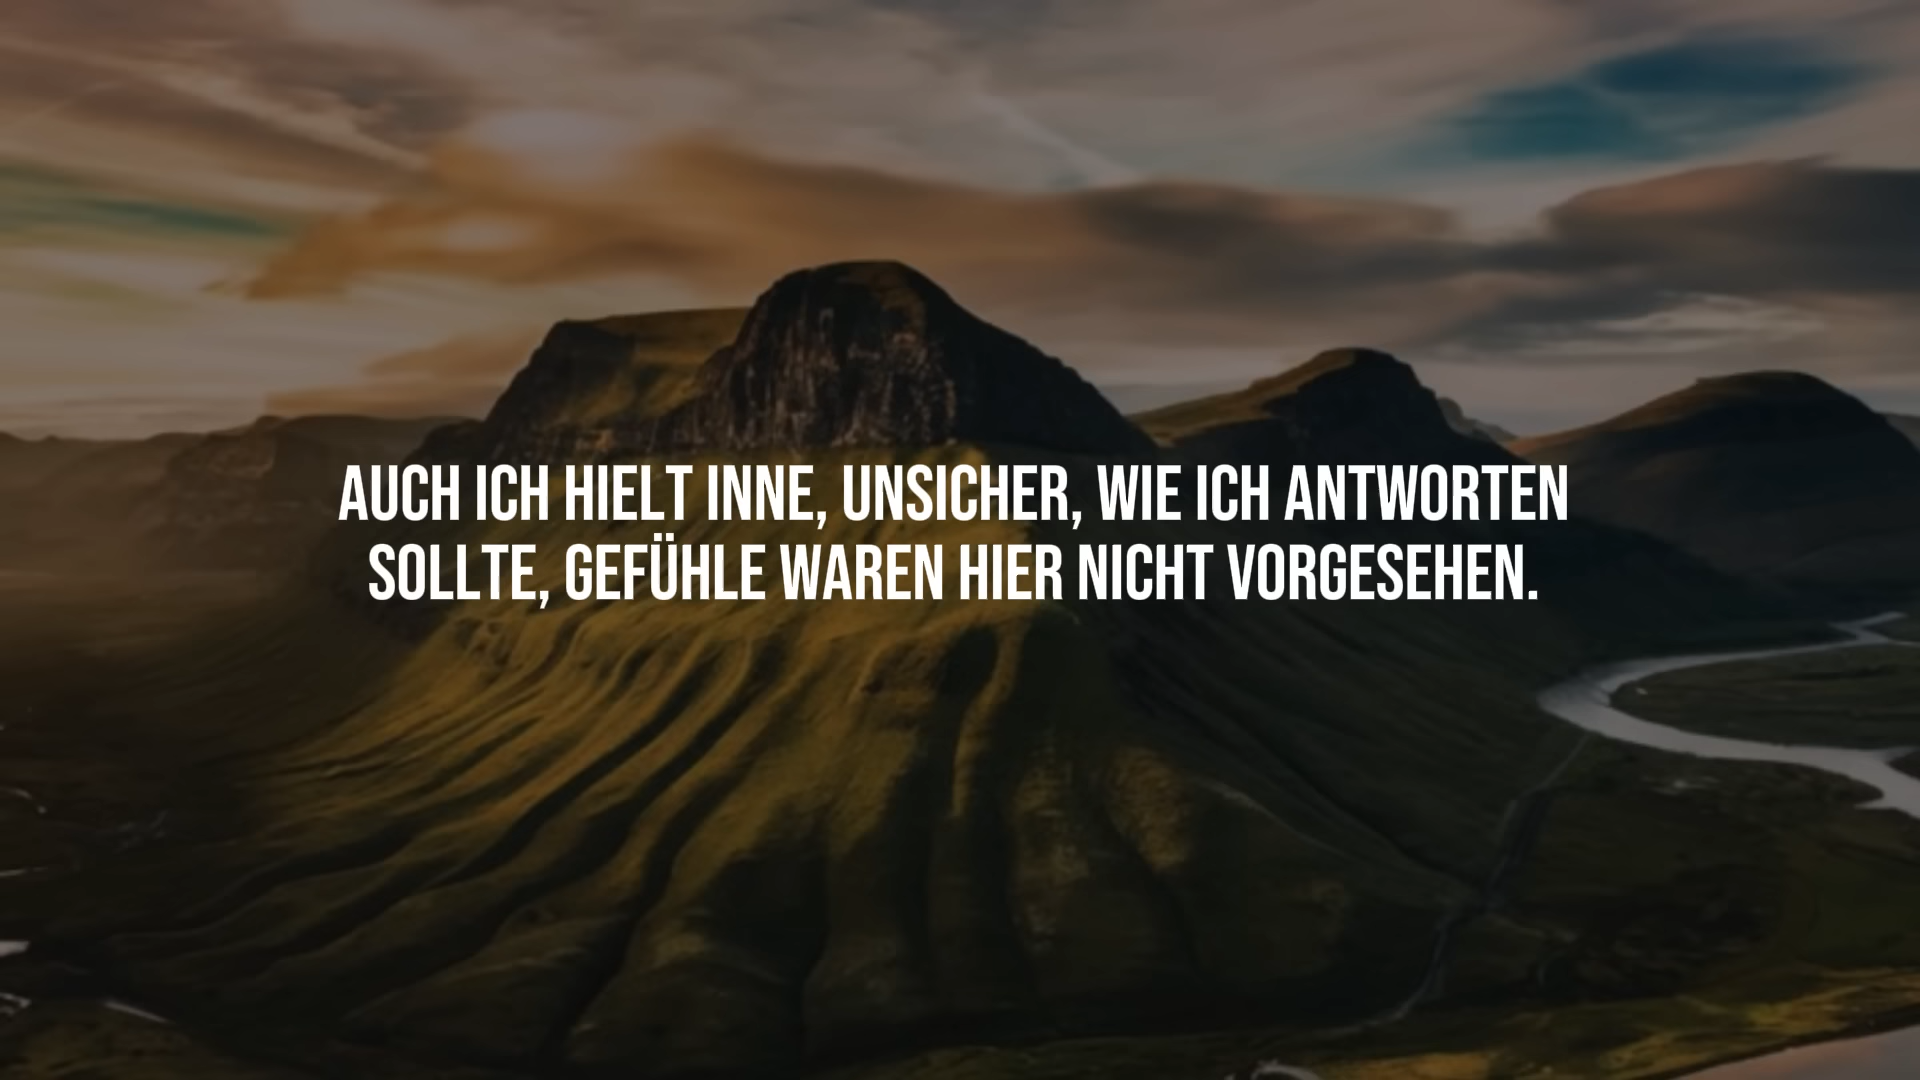 AUCH ICH HIELT INNE, UNSICHER, WIE ICH ANTWORTEN
SOLLTE, GEFÜHLE WAREN HIER NICHT VORGESEHEN.